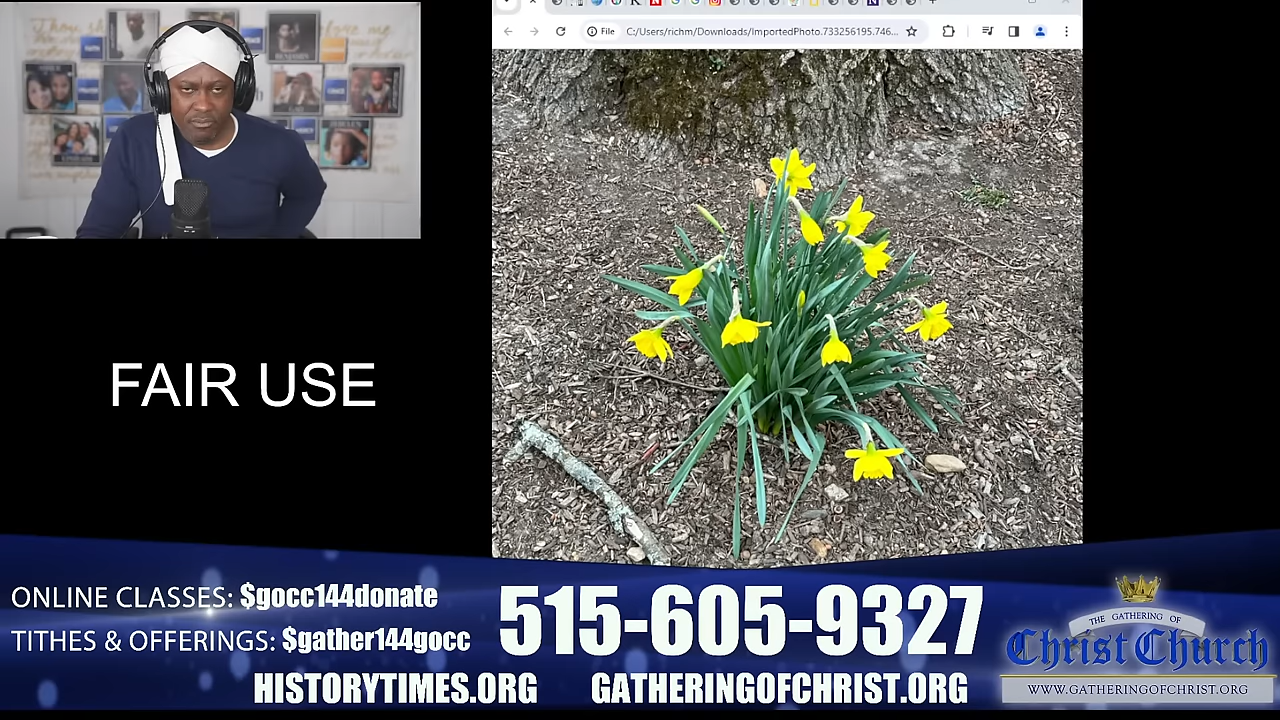 File
C:/Users/richm/Downloads/ImportedPhoto.733256195.746...
FAIR USE
ONLINE CLASSES: $gocc144donate
TITHES & OFFERINGS: $gather144gocc
515-605-9327
HISTORYTIMES.ORG
GATHERINGOFCHRIST.ORG
THE GATHERING OF
Christ Church
WWW.GATHERINGOFCHRIST.ORG